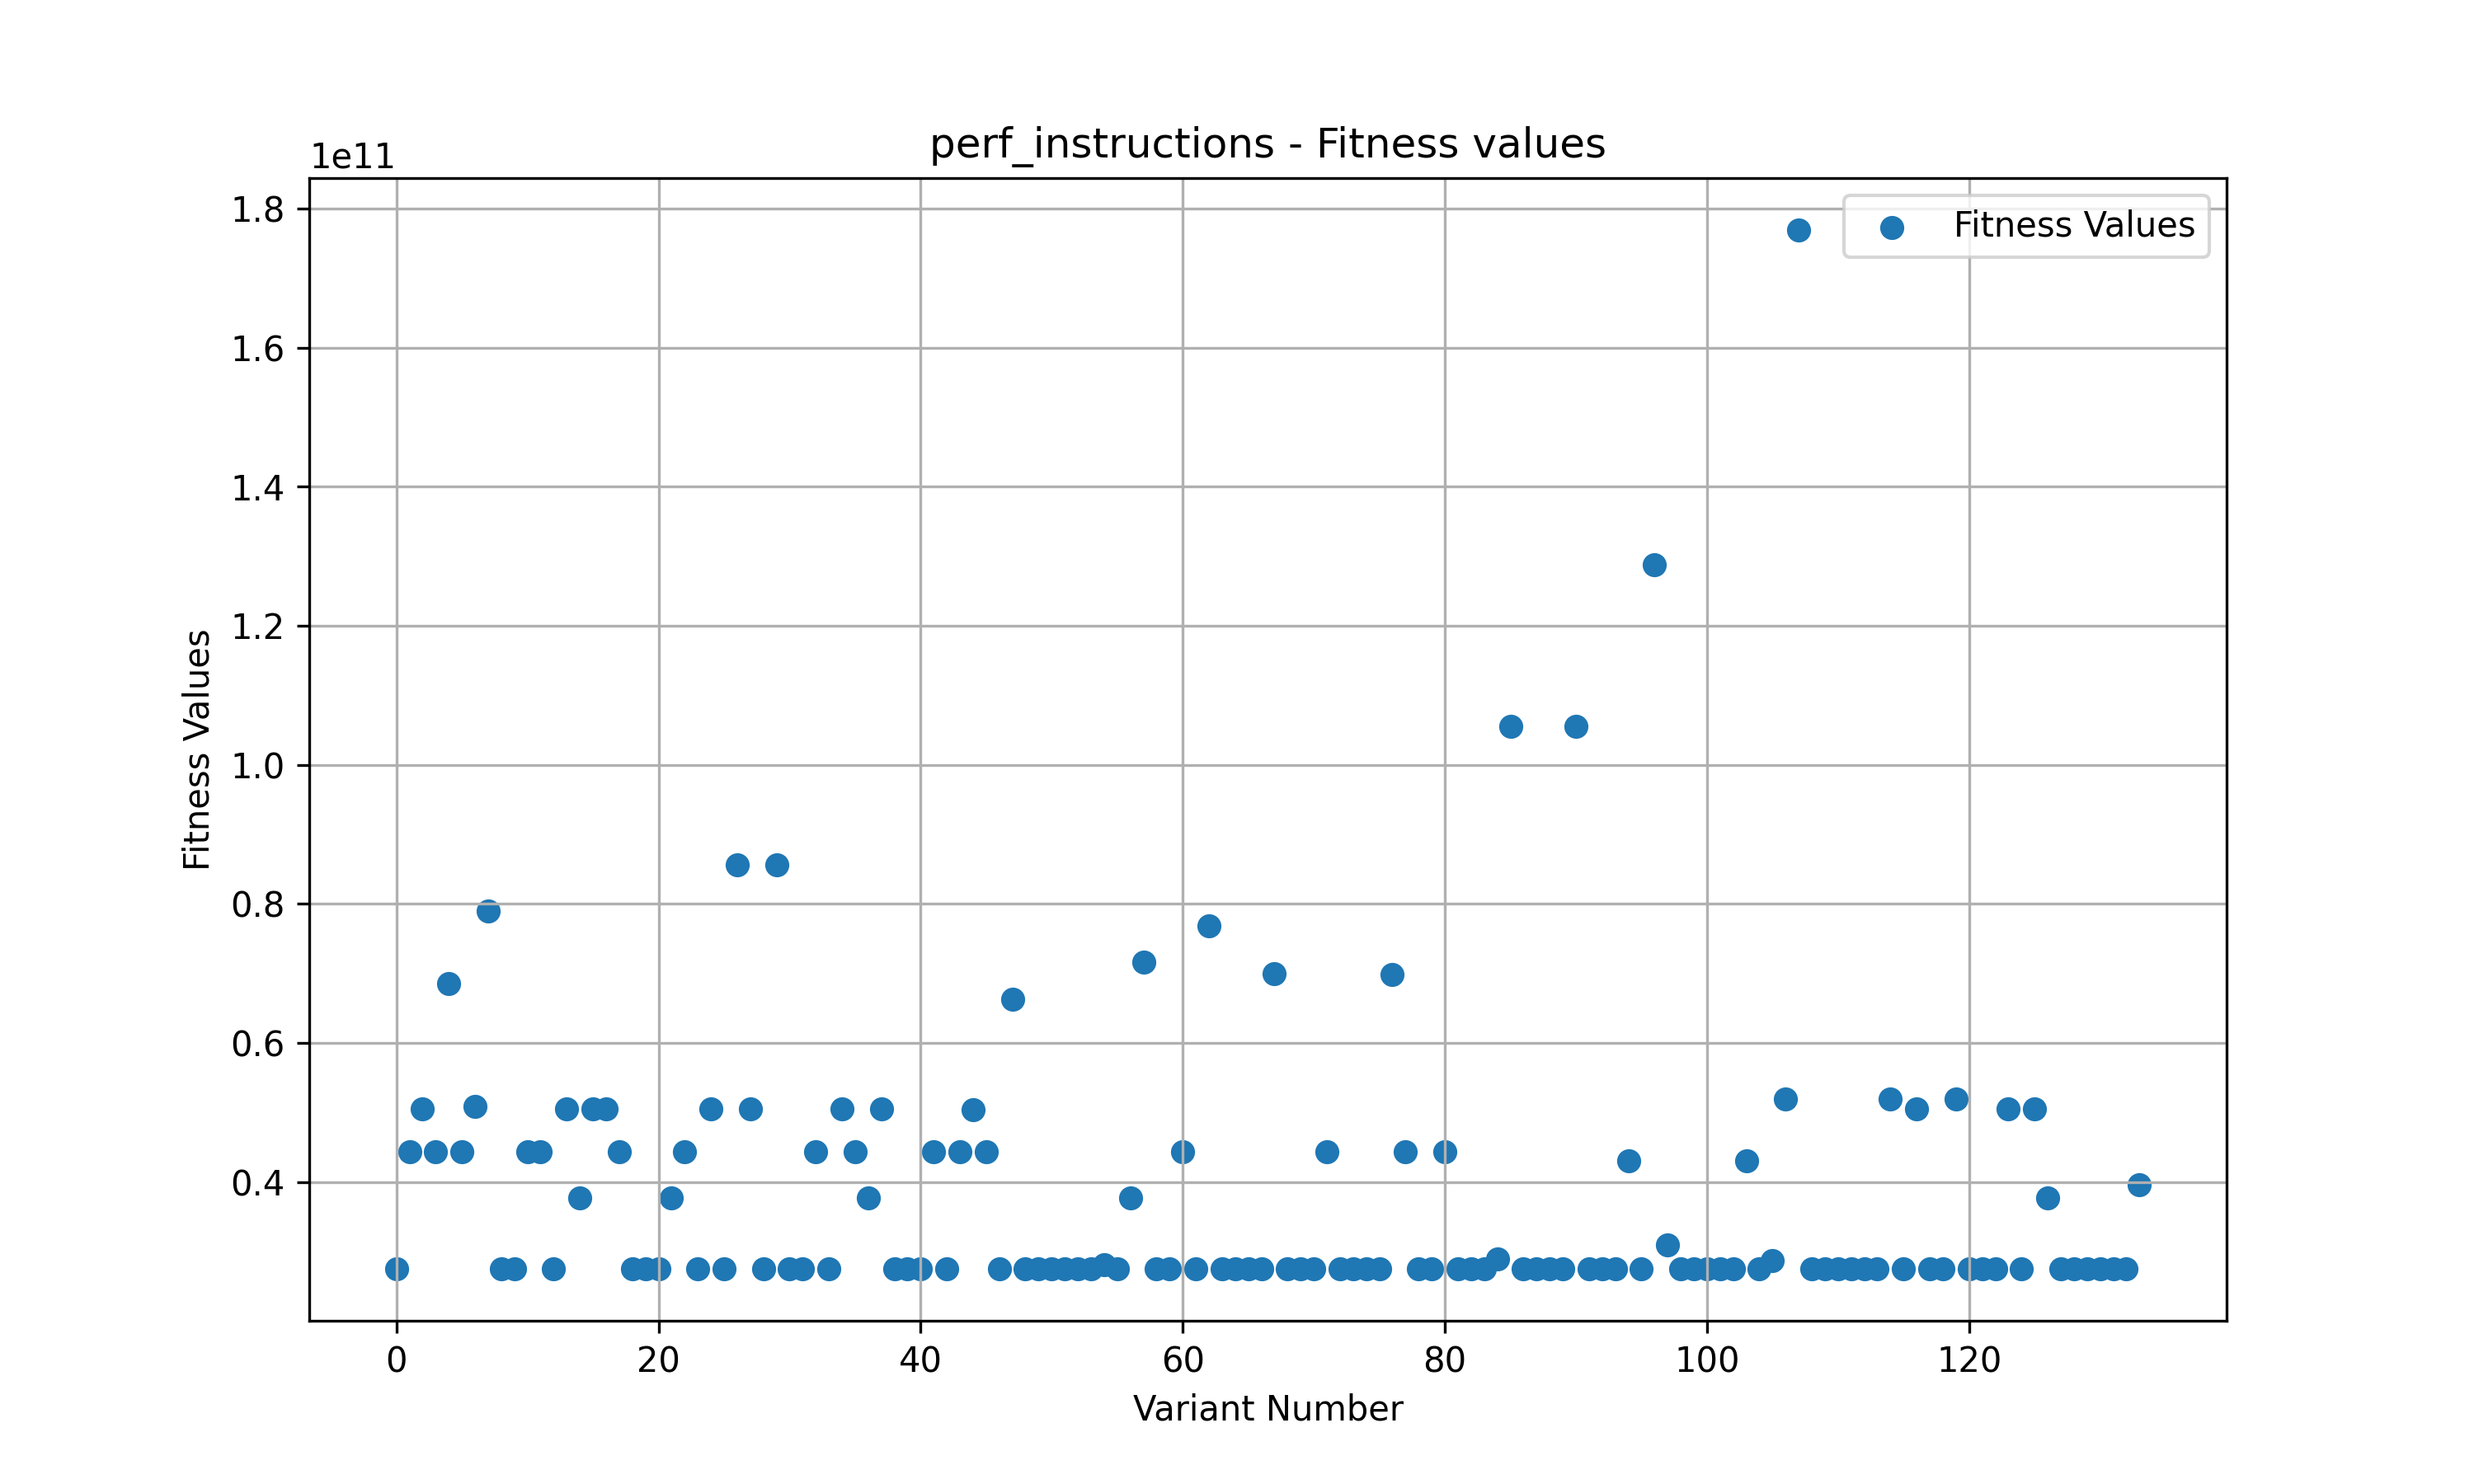 perf_instructions - Fitness values
1e11
Fitness Values
1.8
1.6
1.4
1.2
1.0
0.8
0.6
0.4
Fitness Values
0 20 40 60 80 100 120
Variant Number